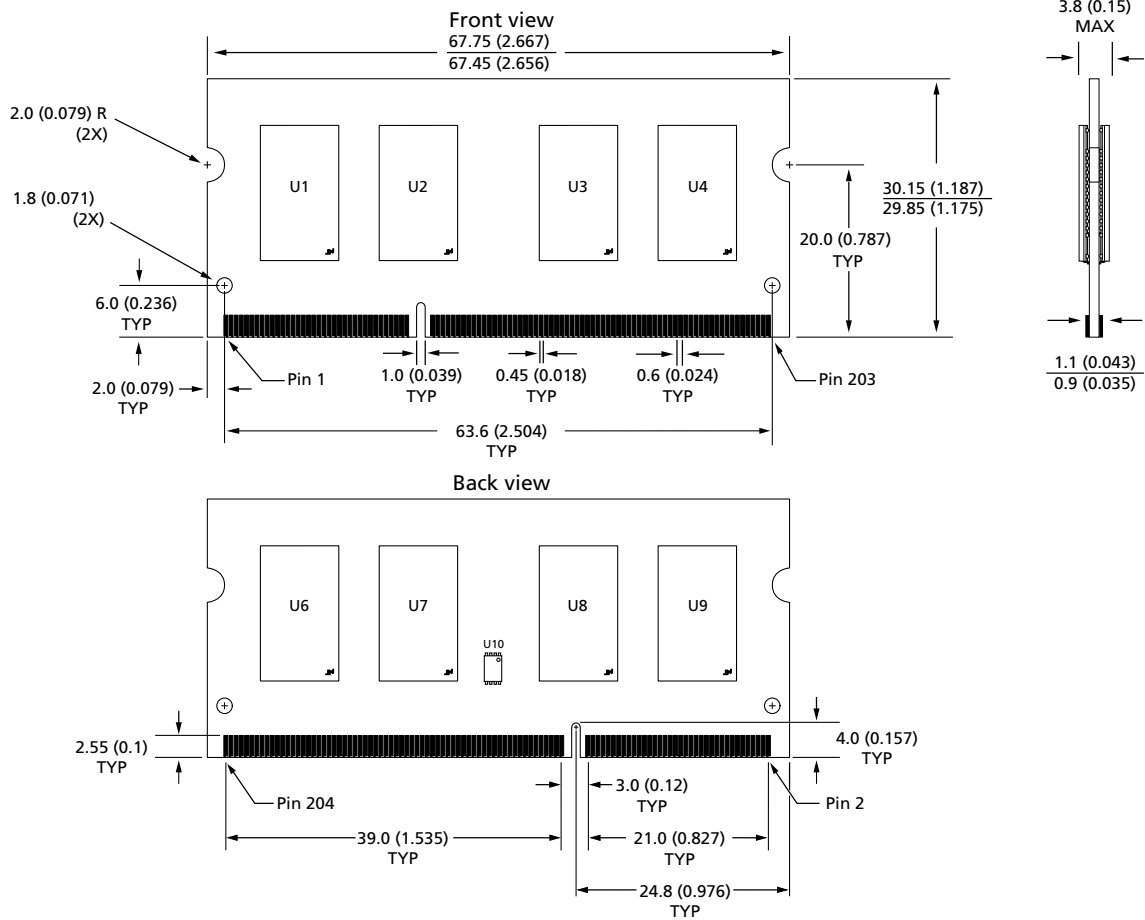 Front view
67.75 (2.667)
67.45 (2.656)
3.8 (0.15)
MAX
2.0 (0.079) R
(2X)
1.8 (0.071)
(2X)
U1
U2
U3
U4
30.15 (1.187)
29.85 (1.175)
20.0 (0.787)
TYP
6.0 (0.236)
TYP
2.0 (0.079)
TYP
Pin 1
1.0 (0.039)
TYP
0.45 (0.018)
TYP
0.6 (0.024)
TYP
Pin 203
1.1 (0.043)
0.9 (0.035)
63.6 (2.504)
TYP
Back view
U6
U7
U8
U9
U10
2.55 (0.1)
TYP
4.0 (0.157)
TYP
Pin 204
3.0 (0.12)
TYP
Pin 2
39.0 (1.535)
TYP
21.0 (0.827)
TYP
24.8 (0.976)
TYP